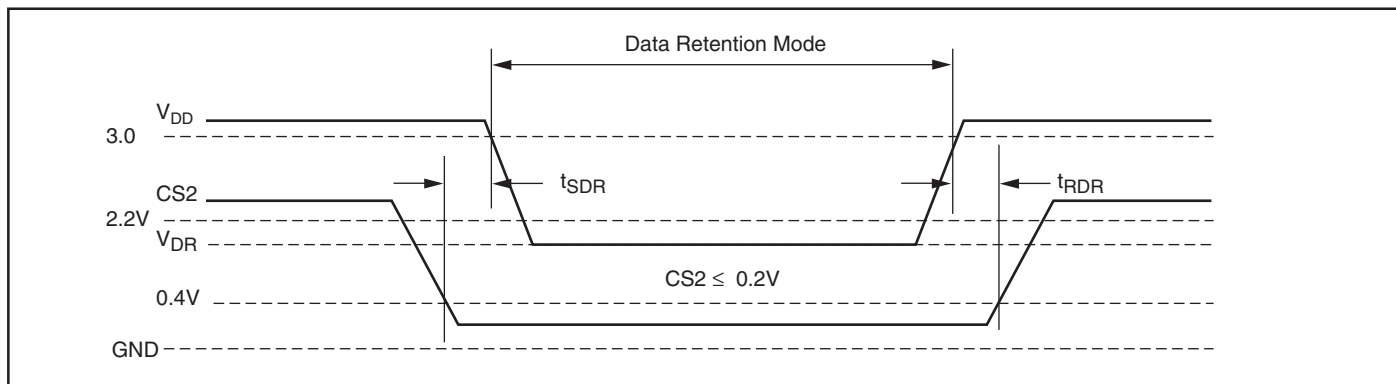 Data Retention Mode
VDD
3.0
tSDR
tRDR
CS2
2.2V
VDR
CS2 ≤ 0.2V
0.4V
GND